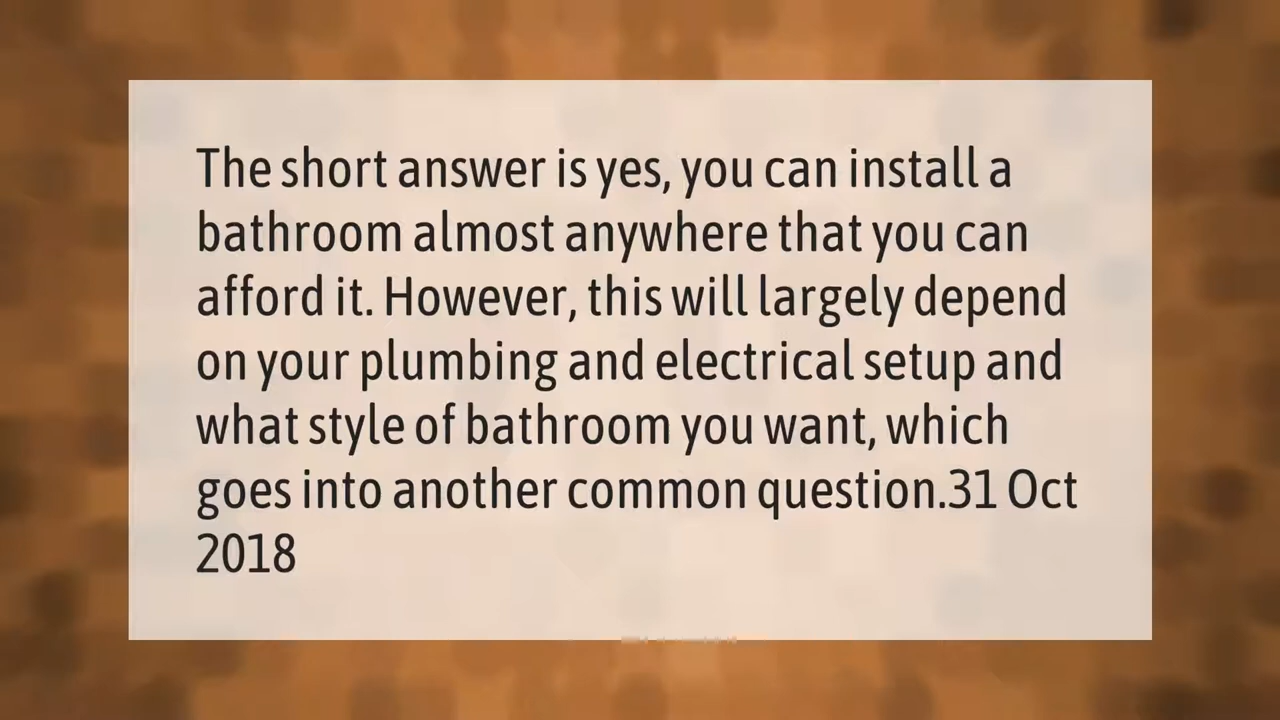 The short answer is yes, you can install a
bathroom almost anywhere that you can
afford it. However, this will largely depend
on your plumbing and electrical setup and
what style of bathroom you want, which
goes into another common question.31 Oct
2018